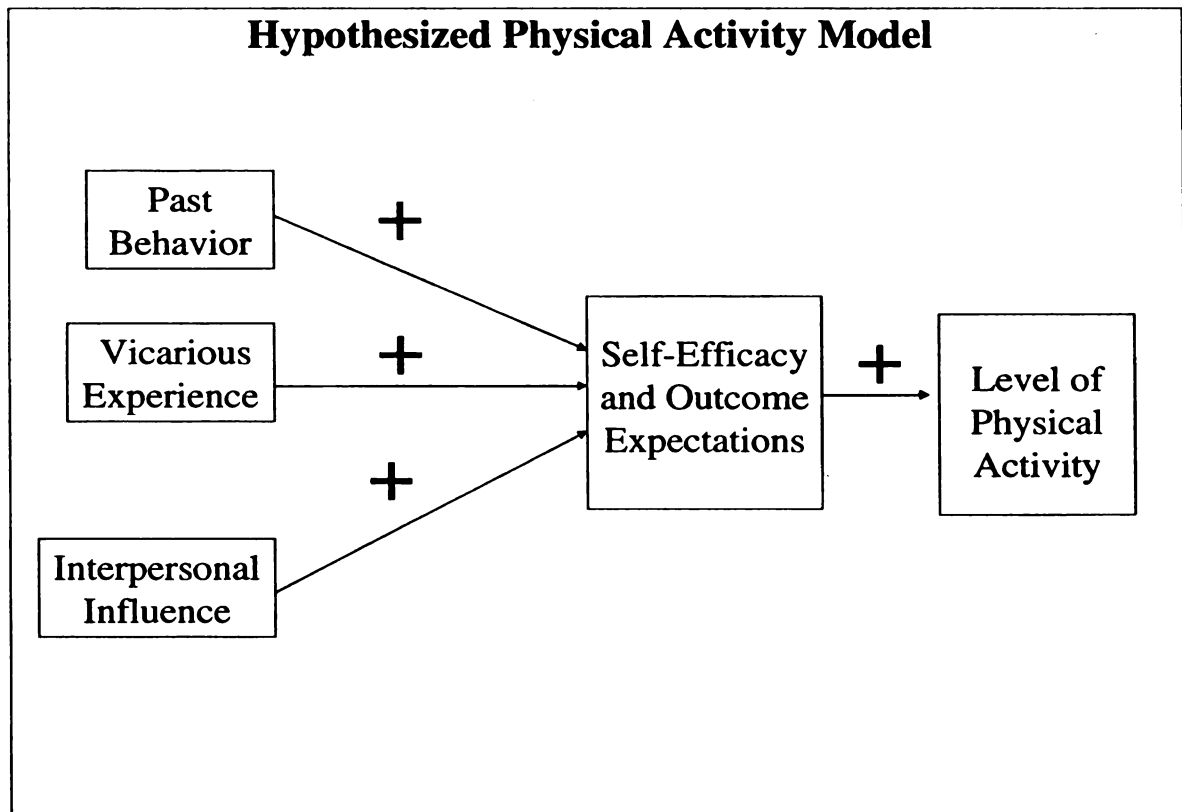 Hypothesized Physical Activity Model
Past
Behavior
+
Vicarious
Experience
+
Interpersonal
Influence
+
Self-Efficacy
and Outcome
Expectations
+
Level of
Physical
Activity